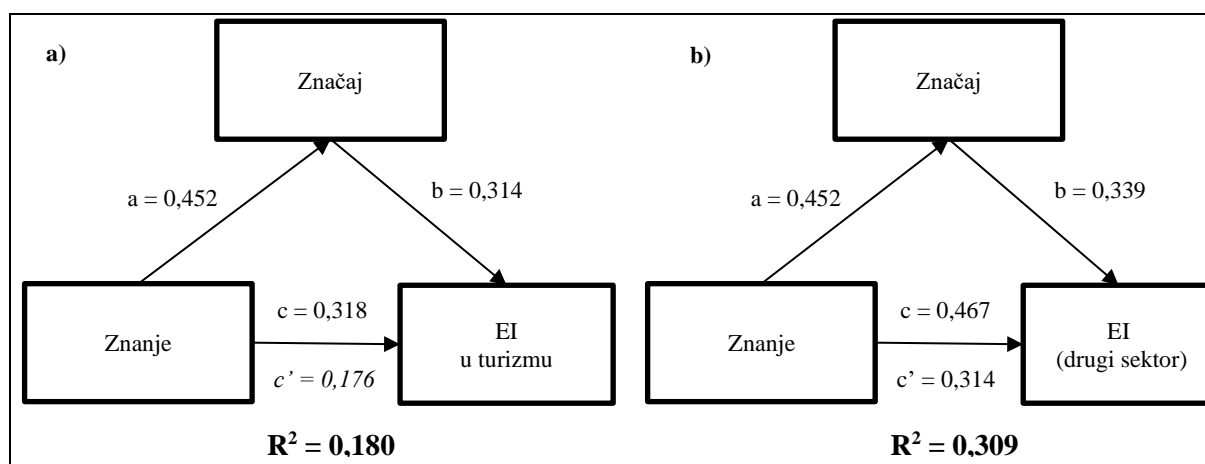 a)
Značaj
a = 0,452
b = 0,314
Znanje
c = 0,318
c’ = 0,176
EI
u turizmu
R² = 0,180
b)
Značaj
a = 0,452
b = 0,339
Znanje
c = 0,467
c’ = 0,314
EI
(drugi sektor)
R² = 0,309